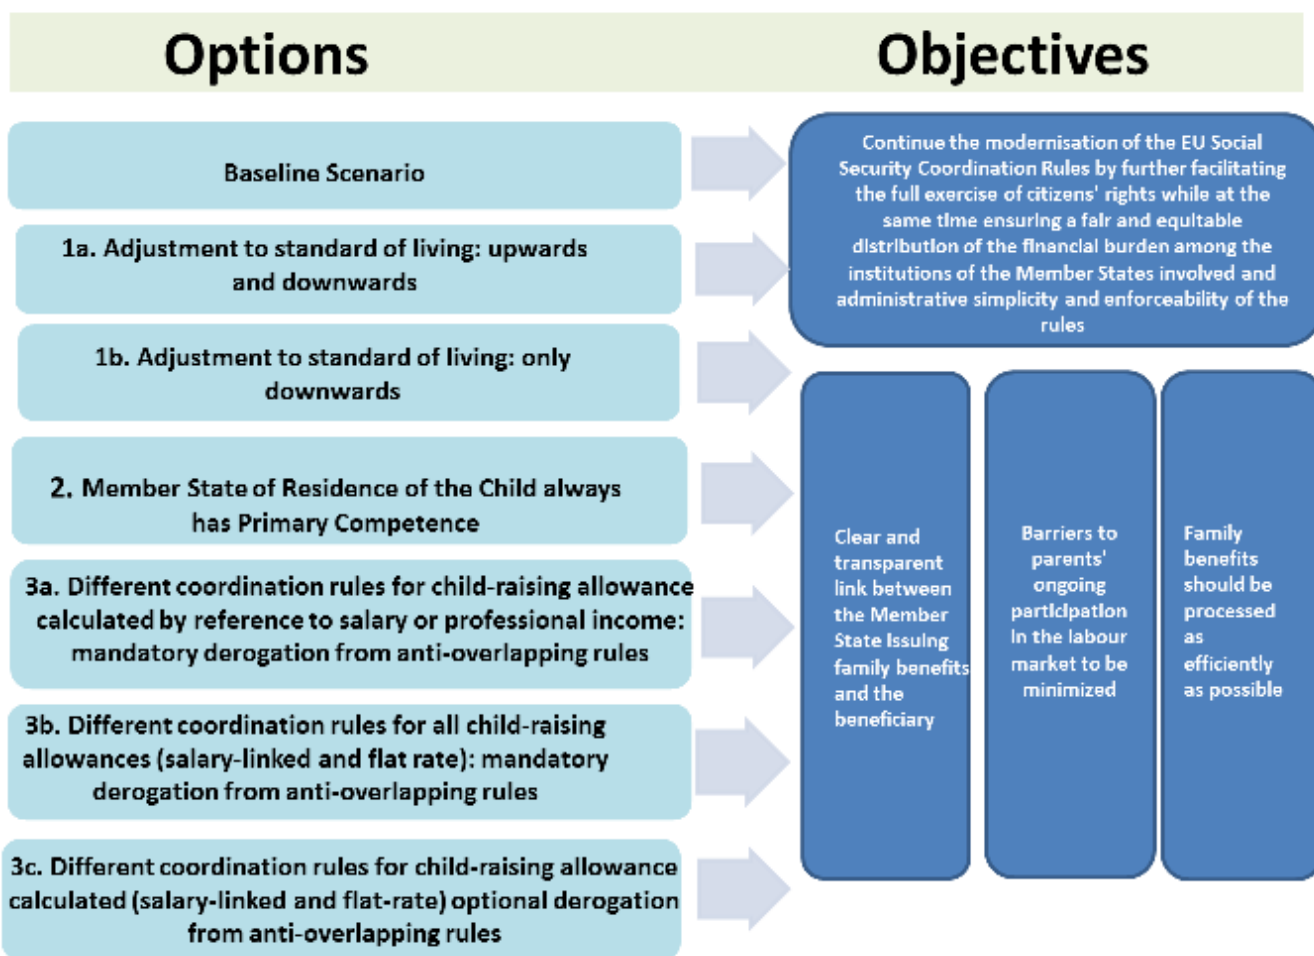 Options
Objectives
Baseline Scenario
1a. Adjustment to standard of living: upwards
and downwards
1b. Adjustment to standard of living: only
downwards
2. Member State of Residence of the Child always
has Primary Competence
3a. Different coordination rules for child-raising allowance
calculated by reference to salary or professional income:
mandatory derogation from anti-overlapping rules
3b. Different coordination rules for all child-raising
allowances (salary-linked and flat rate): mandatory
derogation from anti-overlapping rules
3c. Different coordination rules for child-raising allowance
calculated (salary-linked and flat-rate) optional derogation
from anti-overlapping rules
Continue the modernisation of the EU Social
Security Coordination Rules by further facilitating
the full exercise of citizens' rights while at the
same time ensuring a fair and equitable
distribution of the financial burden among the
institutions of the Member States involved and
administrative simplicity and enforceability of the
rules
Clear and
transparent
link between
the Member
State issuing
family benefits
and the
beneficiary
Barriers to
parents'
ongoing
participation
in the labour
market to be
minimized
Family
benefits
should be
processed
as
efficiently
as possible